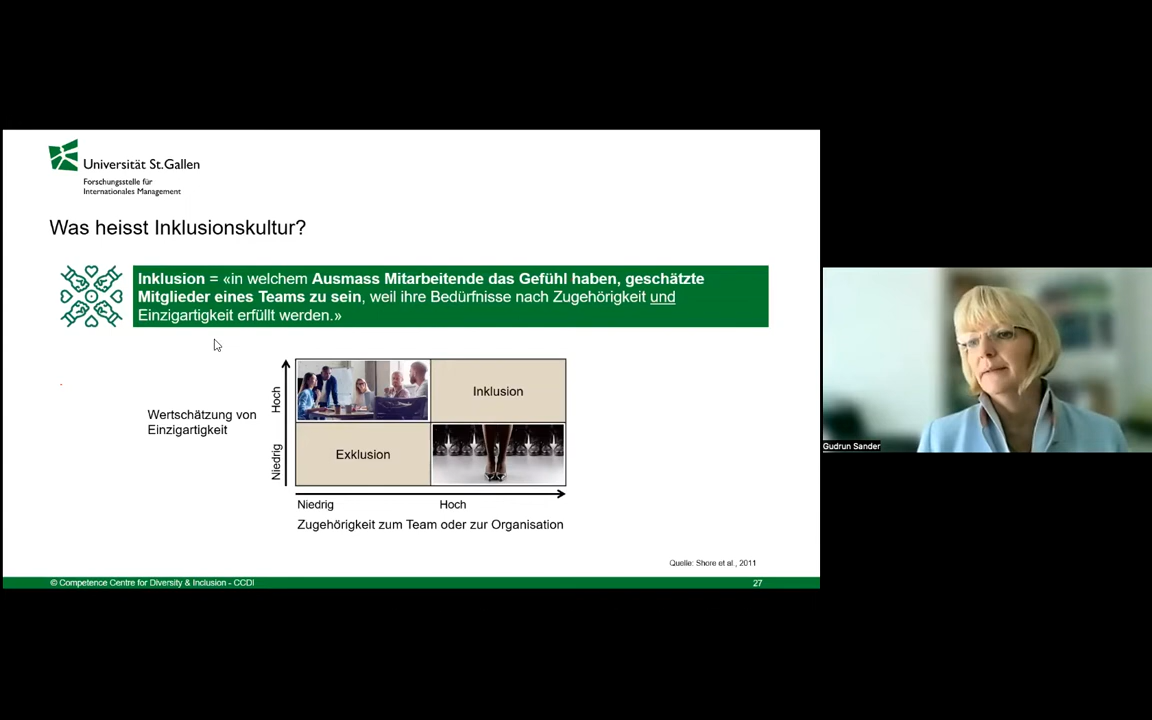 Universität St.Gallen
Forschungsstelle für
Internationales Management
Was heisst Inklusionskultur?
Inklusion = «in welchem Ausmass Mitarbeitende das Gefühl haben, geschätzte
Mitglieder eines Teams zu sein, weil ihre Bedürfnisse nach Zugehörigkeit und
Einzigartigkeit erfüllt werden.»
Wertschätzung von
Einzigartigkeit
Hoch
Niedrig
Inklusion
Exklusion
Niedrig
Hoch
Zugehörigkeit zum Team oder zur Organisation
Quelle: Shore et al., 2011
© Competence Centre for Diversity & Inclusion - CCDI
27
Gudrun Sander